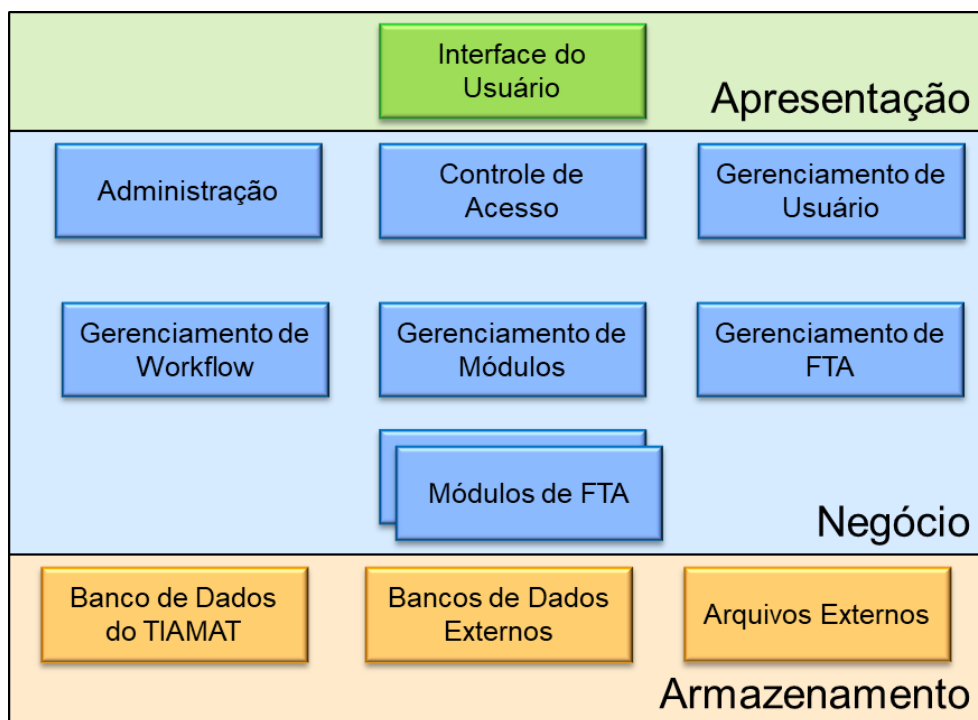 Interface do
Usuário
Apresentação
Administração
Controle de
Acesso
Gerenciamento de
Usuário
Gerenciamento de
Workflow
Gerenciamento de
Módulos
Gerenciamento de
FTA
Módulos de FTA
Negócio
Banco de Dados
do TIAMAT
Bancos de Dados
Externos
Arquivos Externos
Armazenamento